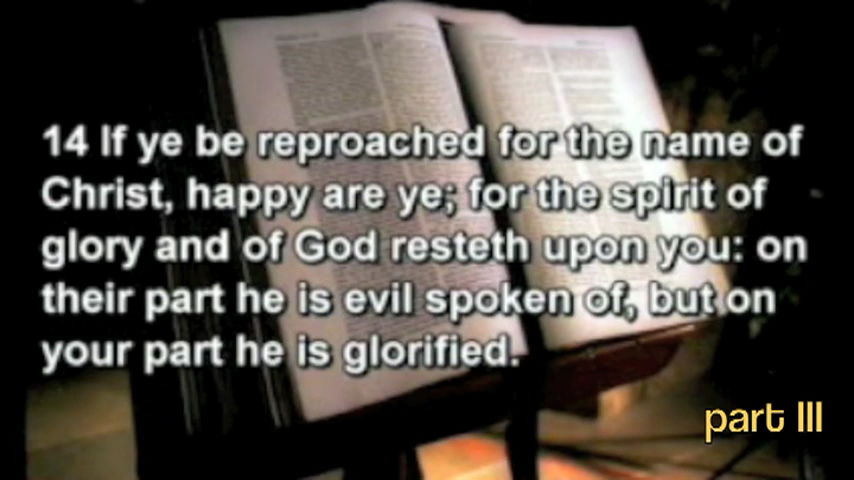 14 If ye be reproached for the name of
Christ, happy are ye; for the spirit of
glory and of God resteth upon you: on
their part he is evil spoken of, but on
your part he is glorified.
part III